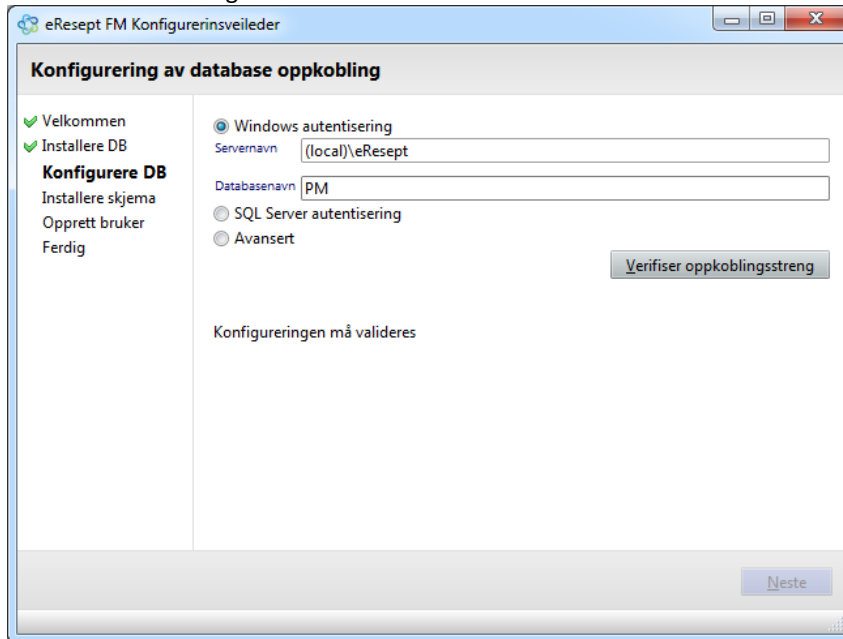 eResept FM Konfigurerinsveileder
Konfigurering av database oppkobling
Velkommen
Installere DB
Konfigurere DB
Installere skjema
Opprett bruker
Ferdig
Windows autentisering
Servernavn (local)\eResept
Databasenavn PM
SQL Server autentisering
Avansert
Verifiser oppkoblingsstreng
Konfigureringen må valideres
Neste